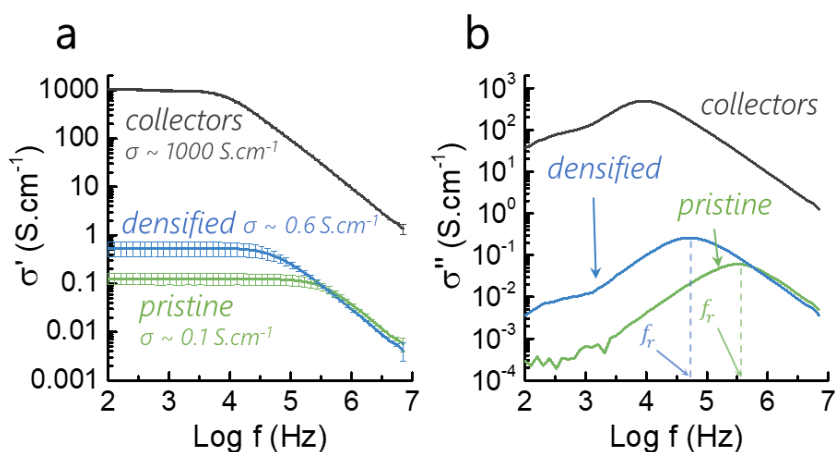 a
1000
100
10
1
0.1
0.01
0.001
σ' (S.cm⁻¹)
collectors
σ ~ 1000 S.cm⁻¹
densified σ ~ 0.6 S.cm⁻¹
pristine
σ ~ 0.1 S.cm⁻¹
2 3 4 5 6 7
Log f (Hz)
b
10³
10²
10¹
10⁰
10⁻¹
10⁻²
10⁻³
10⁻⁴
σ'' (S.cm⁻¹)
collectors
densified
pristine
fᵣ
fᵣ
2 3 4 5 6 7
Log f (Hz)